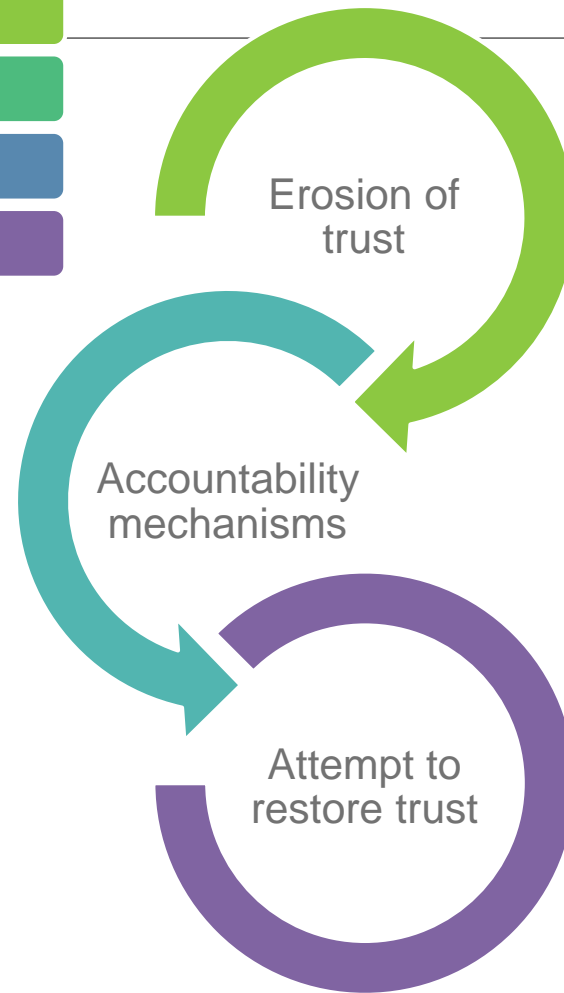 Erosion of
trust
Accountability
mechanisms
Attempt to
restore trust